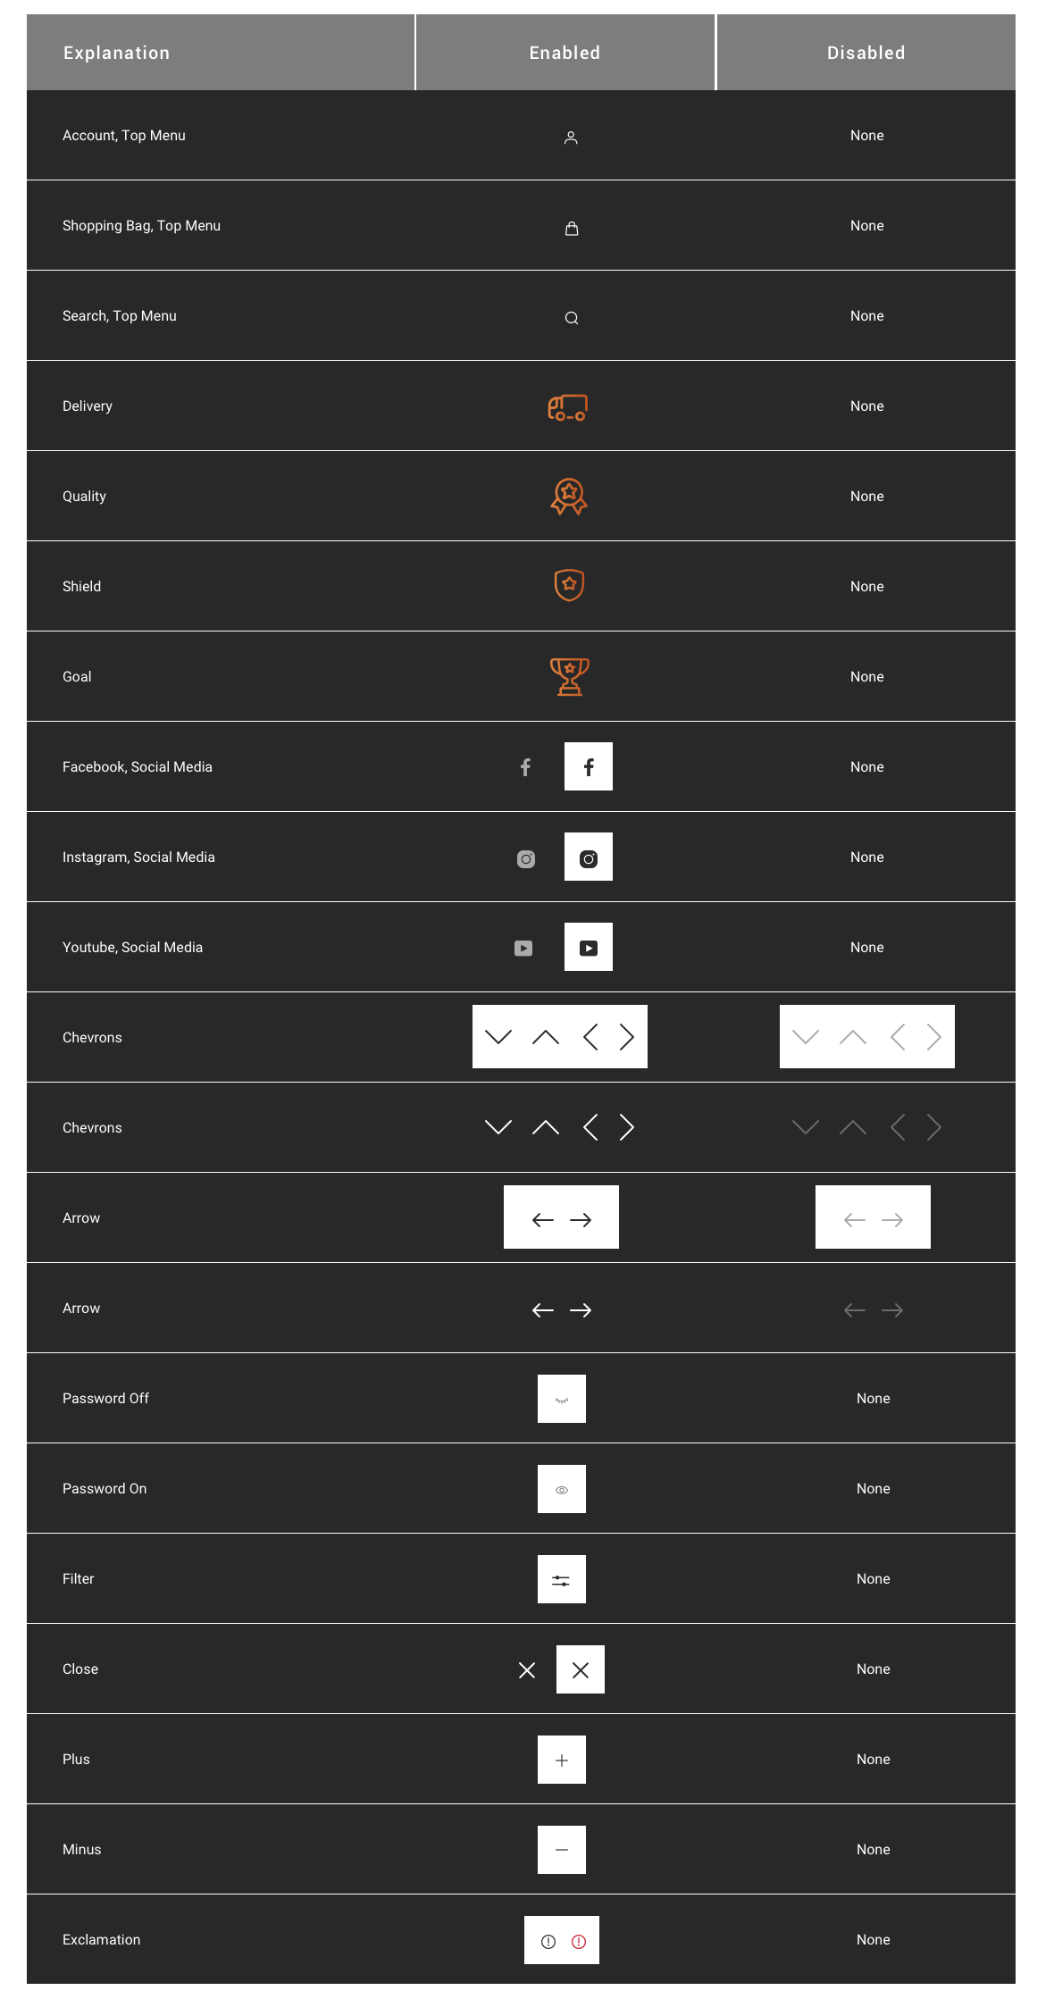 Explanation Enabled Disabled
Account, Top Menu None
Shopping Bag, Top Menu None
Search, Top Menu None
Delivery None
Quality None
Shield None
Goal None
Facebook, Social Media None
Instagram, Social Media None
Youtube, Social Media None
Chevrons
Chevrons
Arrow
Arrow
Password Off None
Password On None
Filter None
Close None
Plus None
Minus None
Exclamation None